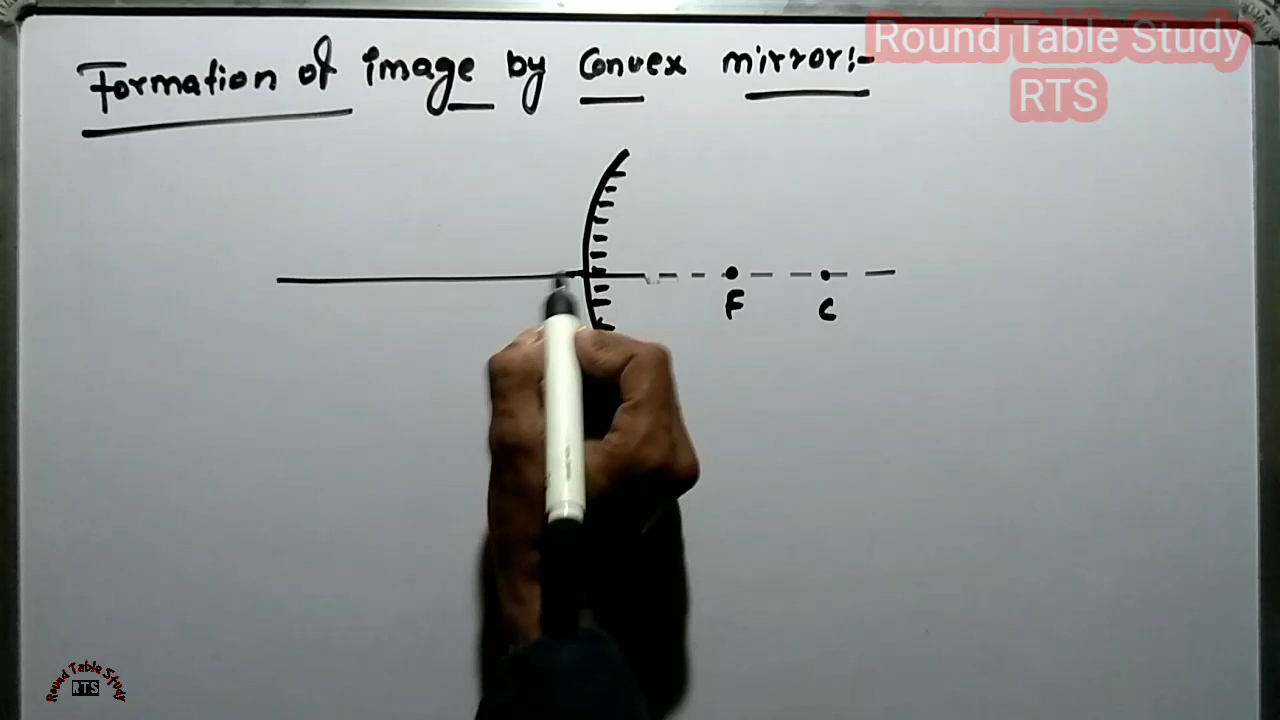 Formation of image by Convex mirror:-
Round Table Study
RTS
F
C
Round Table Study
RTS